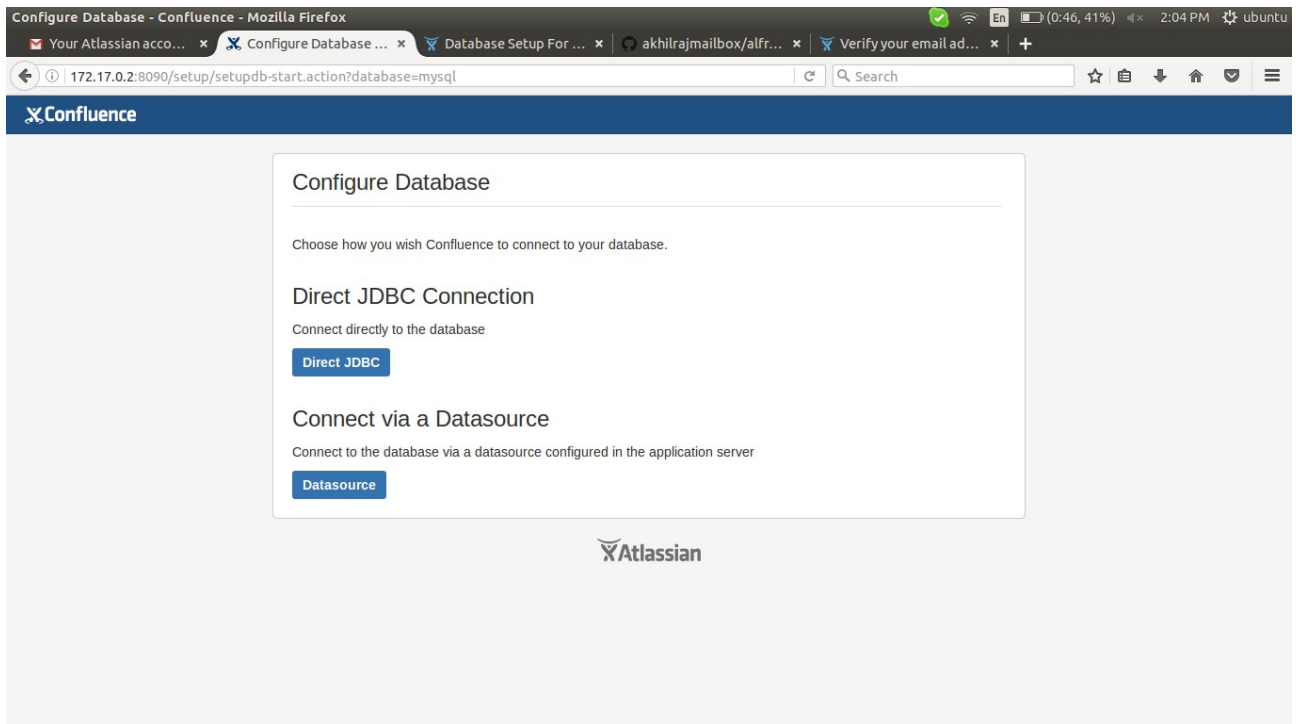 Configure Database - Confluence - Mozilla Firefox
En (0:46, 41%) 2:04 PM ubuntu
Your Atlassian acco... × Configure Database ... × Database Setup For ... × akhilrajmailbox/alfr... × Verify your email ad... × +
172.17.0.2:8090/setup/setupdb-start.action?database=mysql Search
Confluence
Configure Database
Choose how you wish Confluence to connect to your database.
Direct JDBC Connection
Connect directly to the database
Direct JDBC
Connect via a Datasource
Connect to the database via a datasource configured in the application server
Datasource
Atlassian